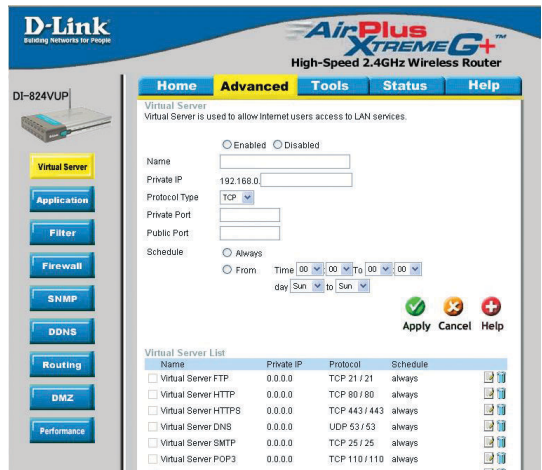 D-Link
Building Networks for People
AirPlus
XTREME G+™
High-Speed 2.4GHz Wireless Router
DI-824VUP
Home Advanced Tools Status Help
Virtual Server
Virtual Server is used to allow Internet users access to LAN services.
Enabled Disabled
Name
Private IP 192.168.0.
Protocol Type TCP
Private Port
Public Port
Schedule Always
From Time 00 : 00 To 00 : 00
day Sun to Sun
Apply Cancel Help
Virtual Server
Application
Filter
Firewall
SNMP
DDNS
Routing
DMZ
Performance
Virtual Server List
Name Private IP Protocol Schedule
Virtual Server FTP 0.0.0.0 TCP 21 / 21 always
Virtual Server HTTP 0.0.0.0 TCP 80 / 80 always
Virtual Server HTTPS 0.0.0.0 TCP 443 / 443 always
Virtual Server DNS 0.0.0.0 UDP 53 / 53 always
Virtual Server SMTP 0.0.0.0 TCP 25 / 25 always
Virtual Server POP3 0.0.0.0 TCP 110 / 110 always